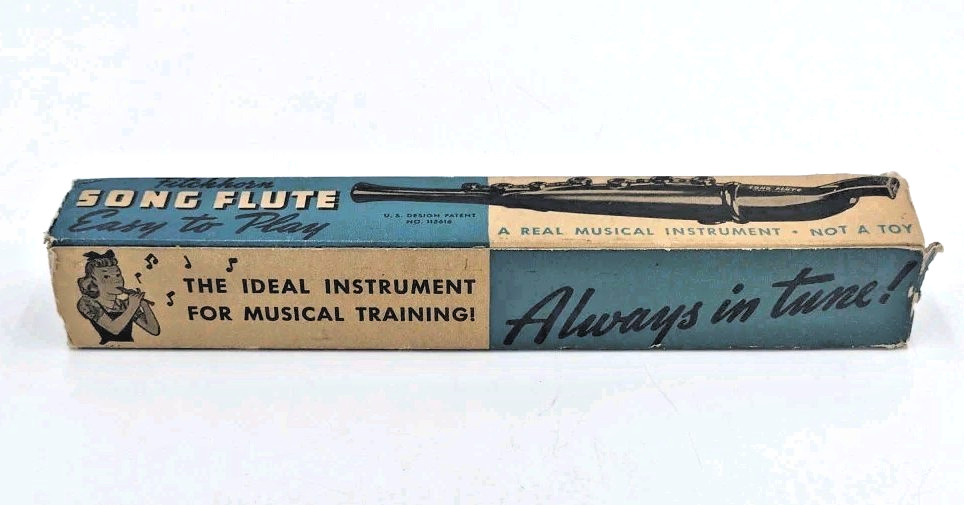 Fitchhorn
SONG FLUTE
Easy to Play
U.S. DESIGN PATENT
NO. 112616
SONG FLUTE
A REAL MUSICAL INSTRUMENT • NOT A TOY
THE IDEAL INSTRUMENT
FOR MUSICAL TRAINING!
Always in tune!